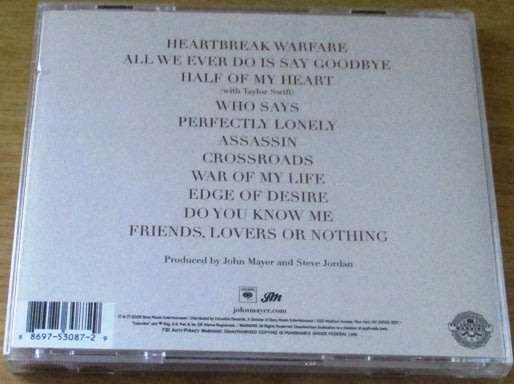 HEARTBREAK WARFARE
ALL WE EVER DO IS SAY GOODBYE
HALF OF MY HEART
(with Taylor Swift)
WHO SAYS
PERFECTLY LONELY
ASSASSIN
CROSSROADS
WAR OF MY LIFE
EDGE OF DESIRE
DO YOU KNOW ME
FRIENDS, LOVERS OR NOTHING
Produced by John Mayer and Steve Jordan
johnmayer.com
8 8697-53087-2 9